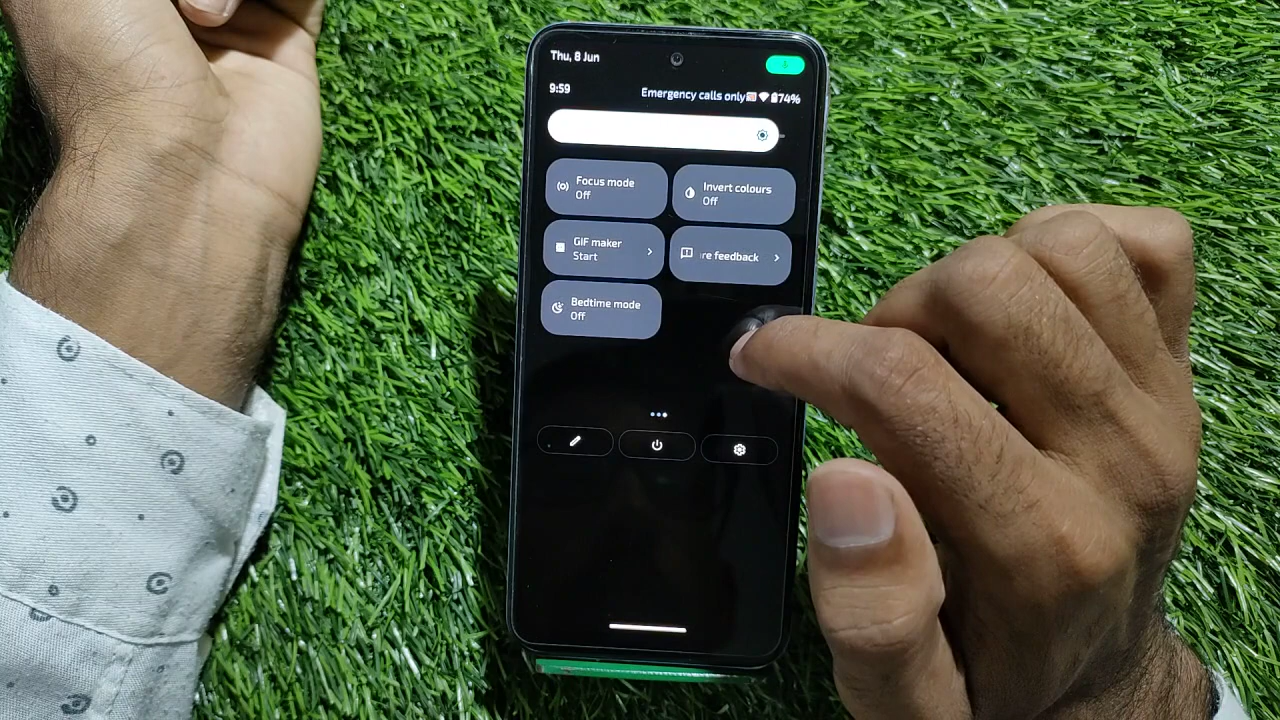 Thu, 8 Jun
9:59
Emergency calls only 74%
Focus mode
Off
Invert colours
Off
GIF maker
Start
re feedback
Bedtime mode
Off